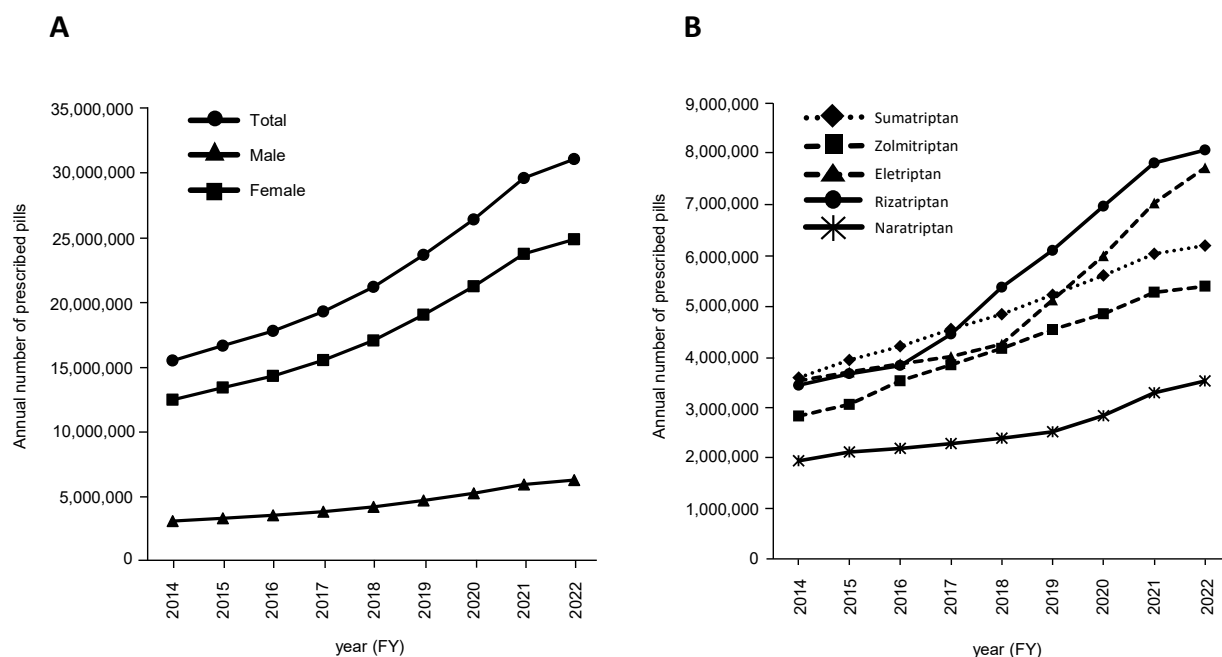 A
Annual number of prescribed pills
35,000,000
30,000,000
25,000,000
20,000,000
15,000,000
10,000,000
5,000,000
0
Total
Male
Female
2014
2015
2016
2017
2018
2019
2020
2021
2022
year (FY)
B
Annual number of prescribed pills
9,000,000
8,000,000
7,000,000
6,000,000
5,000,000
4,000,000
3,000,000
2,000,000
1,000,000
0
Sumatriptan
Zolmitriptan
Eletriptan
Rizatriptan
Naratriptan
2014
2015
2016
2017
2018
2019
2020
2021
2022
year (FY)